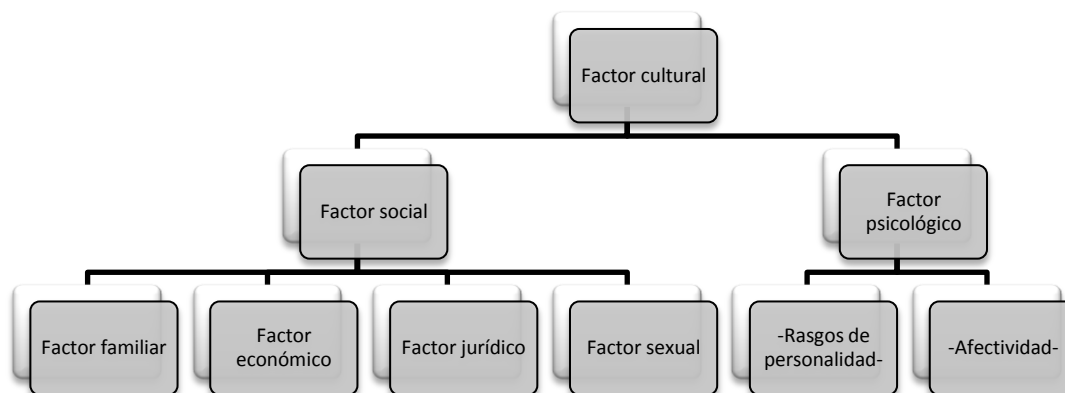 Factor cultural
Factor social
Factor
psicológico
Factor familiar
Factor
económico
Factor jurídico
Factor sexual
-Rasgos de
personalidad-
-Afectividad-